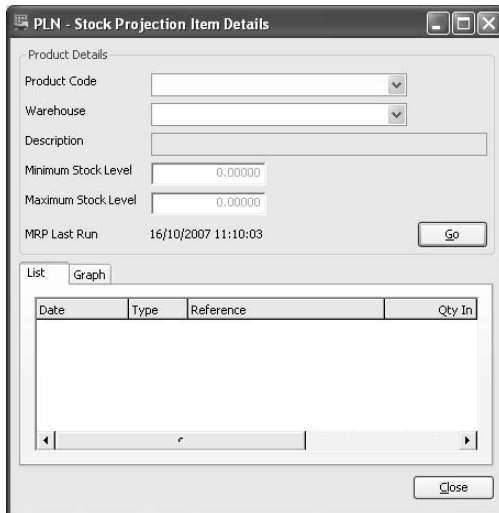 PLN - Stock Projection Item Details
Product Details
Product Code
Warehouse
Description
Minimum Stock Level 0.00000
Maximum Stock Level 0.00000
MRP Last Run 16/10/2007 11:10:03 Go
List Graph
Date Type Reference Qty In
Close